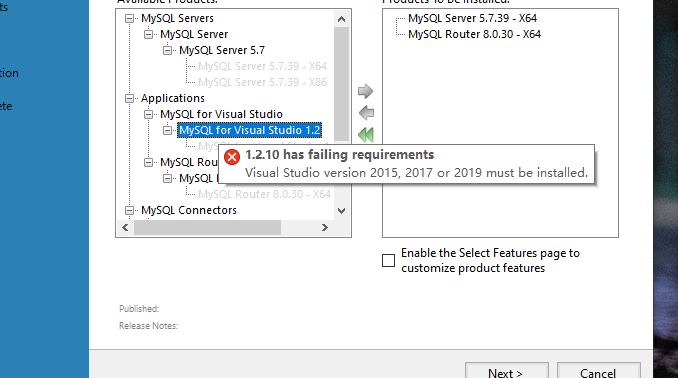 ts
tion
ete
Available Products:
Products To Be Installed:
MySQL Servers
MySQL Server
MySQL Server 5.7
MySQL Server 5.7.39 - X64
MySQL Server 5.7.39 - X86
Applications
MySQL for Visual Studio
MySQL for Visual Studio 1.2
MySQL Rou
MySQL Router 8.0.30 - X64
MySQL Connectors
MySQL Server 5.7.39 - X64
MySQL Router 8.0.30 - X64
1.2.10 has failing requirements
Visual Studio version 2015, 2017 or 2019 must be installed.
Enable the Select Features page to
customize product features
Published:
Release Notes:
Next >
Cancel